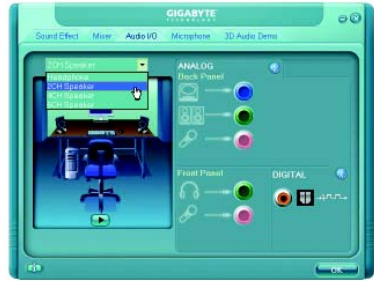 GIGABYTE
TECHNOLOGY
Sound Effect Mixer Audio I/O Microphone 3D Audio Demo
2CH Speaker
Headphone
2CH Speaker
4CH Speaker
6CH Speaker
ANALOG
Back Panel
Front Panel
DIGITAL
OK